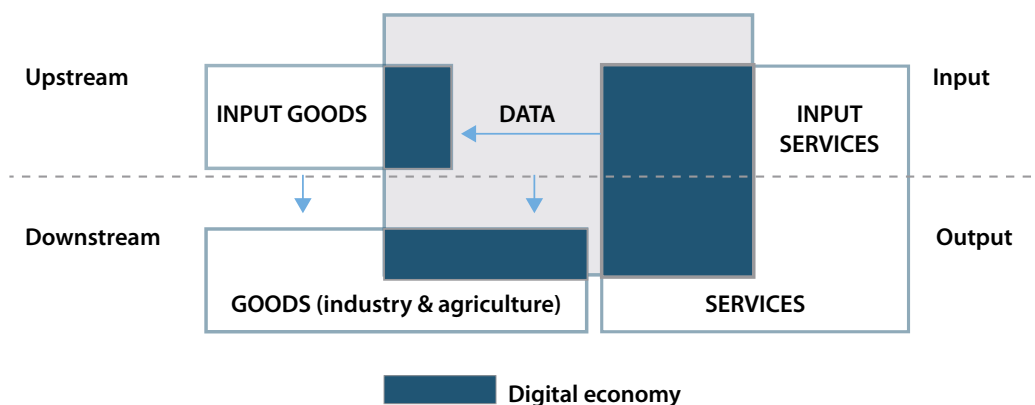 Upstream
INPUT GOODS
DATA
INPUT
SERVICES
Input
Downstream
Output
GOODS (industry & agriculture)
SERVICES
Digital economy